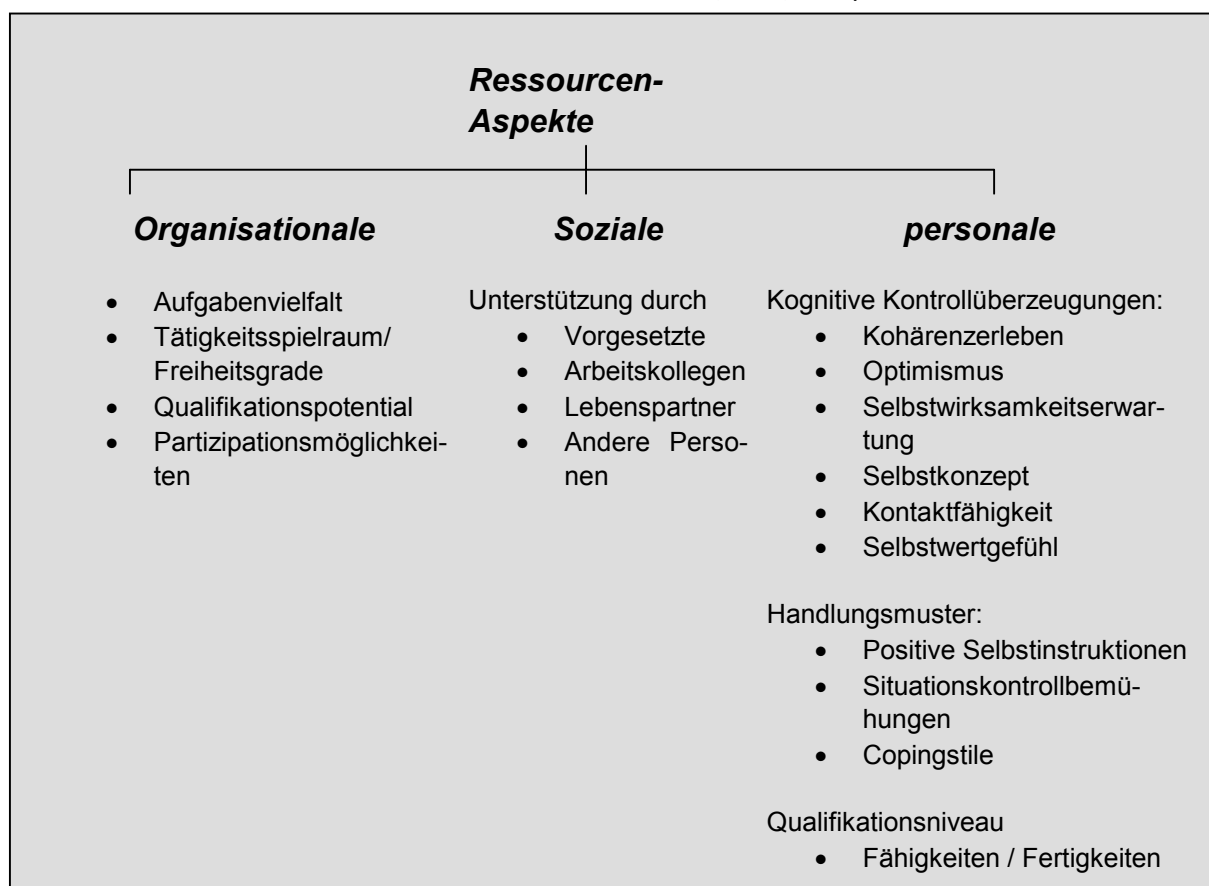 Ressourcen-
Aspekte
Organisationale
• Aufgabenvielfalt
• Tätigkeitsspielraum/
Freiheitsgrade
• Qualifikationspotential
• Partizipationsmöglichkei-
ten
Soziale
Unterstützung durch
• Vorgesetzte
• Arbeitskollegen
• Lebenspartner
• Andere Perso-
nen
personale
Kognitive Kontrollüberzeugungen:
• Kohärenzerleben
• Optimismus
• Selbstwirksamkeitserwar-
tung
• Selbstkonzept
• Kontaktfähigkeit
• Selbstwertgefühl
Handlungsmuster:
• Positive Selbstinstruktionen
• Situationskontrollbemü-
hungen
• Copingstile
Qualifikationsniveau
• Fähigkeiten / Fertigkeiten